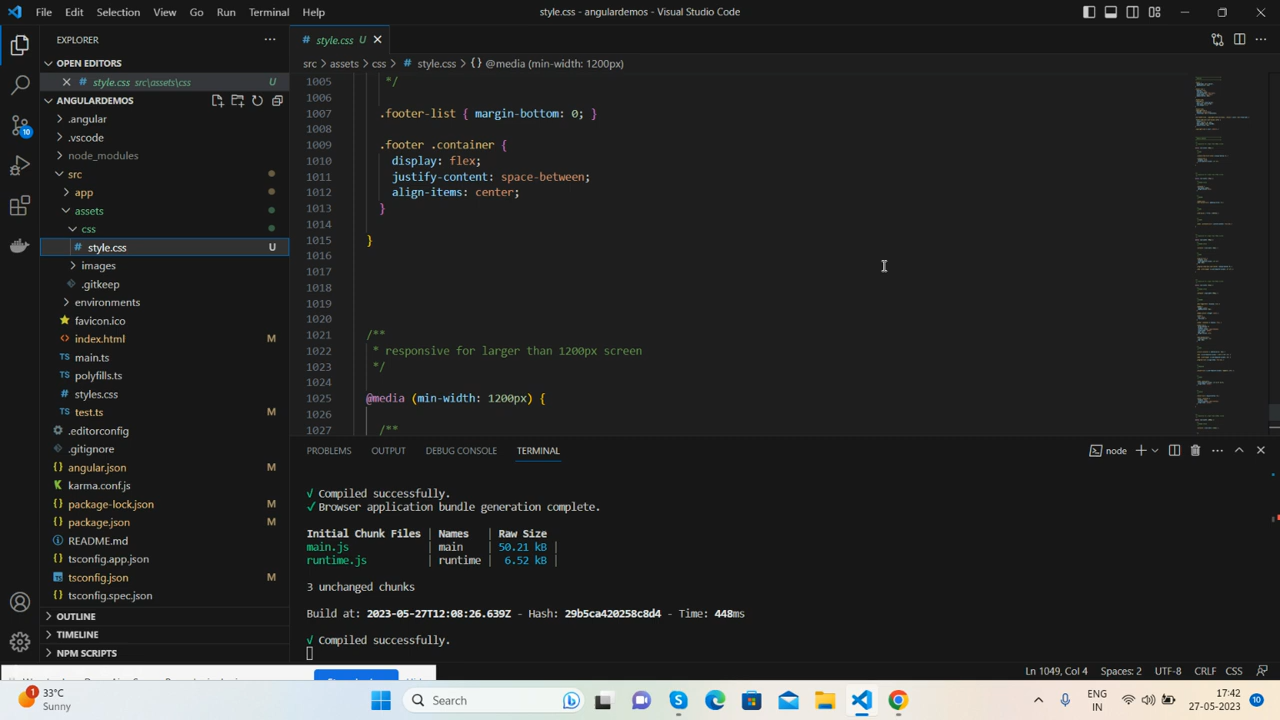 File Edit Selection View Go Run Terminal Help
style.css - angulardemos - Visual Studio Code
EXPLORER
OPEN EDITORS
style.css src\assets\css U
ANGULARDEMOS
.angular
.vscode
node_modules
src
app
assets
css
# style.css U
images
.gitkeep
environments
favicon.ico
index.html M
main.ts
polyfills.ts
# styles.css
test.ts M
.editorconfig
.gitignore
angular.json M
karma.conf.js
package-lock.json M
package.json M
README.md
tsconfig.app.json
tsconfig.json M
tsconfig.spec.json
OUTLINE
TIMELINE
NPM SCRIPTS
10
# style.css U
src > assets > css > # style.css > {} @media (min-width: 1200px)
1005 */
1006
1007 .footer-list { margin-bottom: 0; }
1008
1009 .footer .container {
1010 display: flex;
1011 justify-content: space-between;
1012 align-items: center;
1013 }
1014
1015 }
1016
1017
1018
1019
1020
1021 /**
1022 * responsive for larger than 1200px screen
1023 */
1024
1025 @media (min-width: 1200px) {
1026
1027 /**
PROBLEMS OUTPUT DEBUG CONSOLE TERMINAL
node
√ Compiled successfully.
✓ Browser application bundle generation complete.
Initial Chunk Files | Names | Raw Size
main.js | main | 50.21 kB |
runtime.js | runtime | 6.52 kB |
3 unchanged chunks
Build at: 2023-05-27T12:08:26.639Z - Hash: 29b5ca420258c8d4 - Time: 448ms
√ Compiled successfully.
Ln 1049, Col 4 Spaces: 2 UTF-8 CRLF CSS
1
33°C
Sunny
Search
ENG
IN
17:42
27-05-2023
10